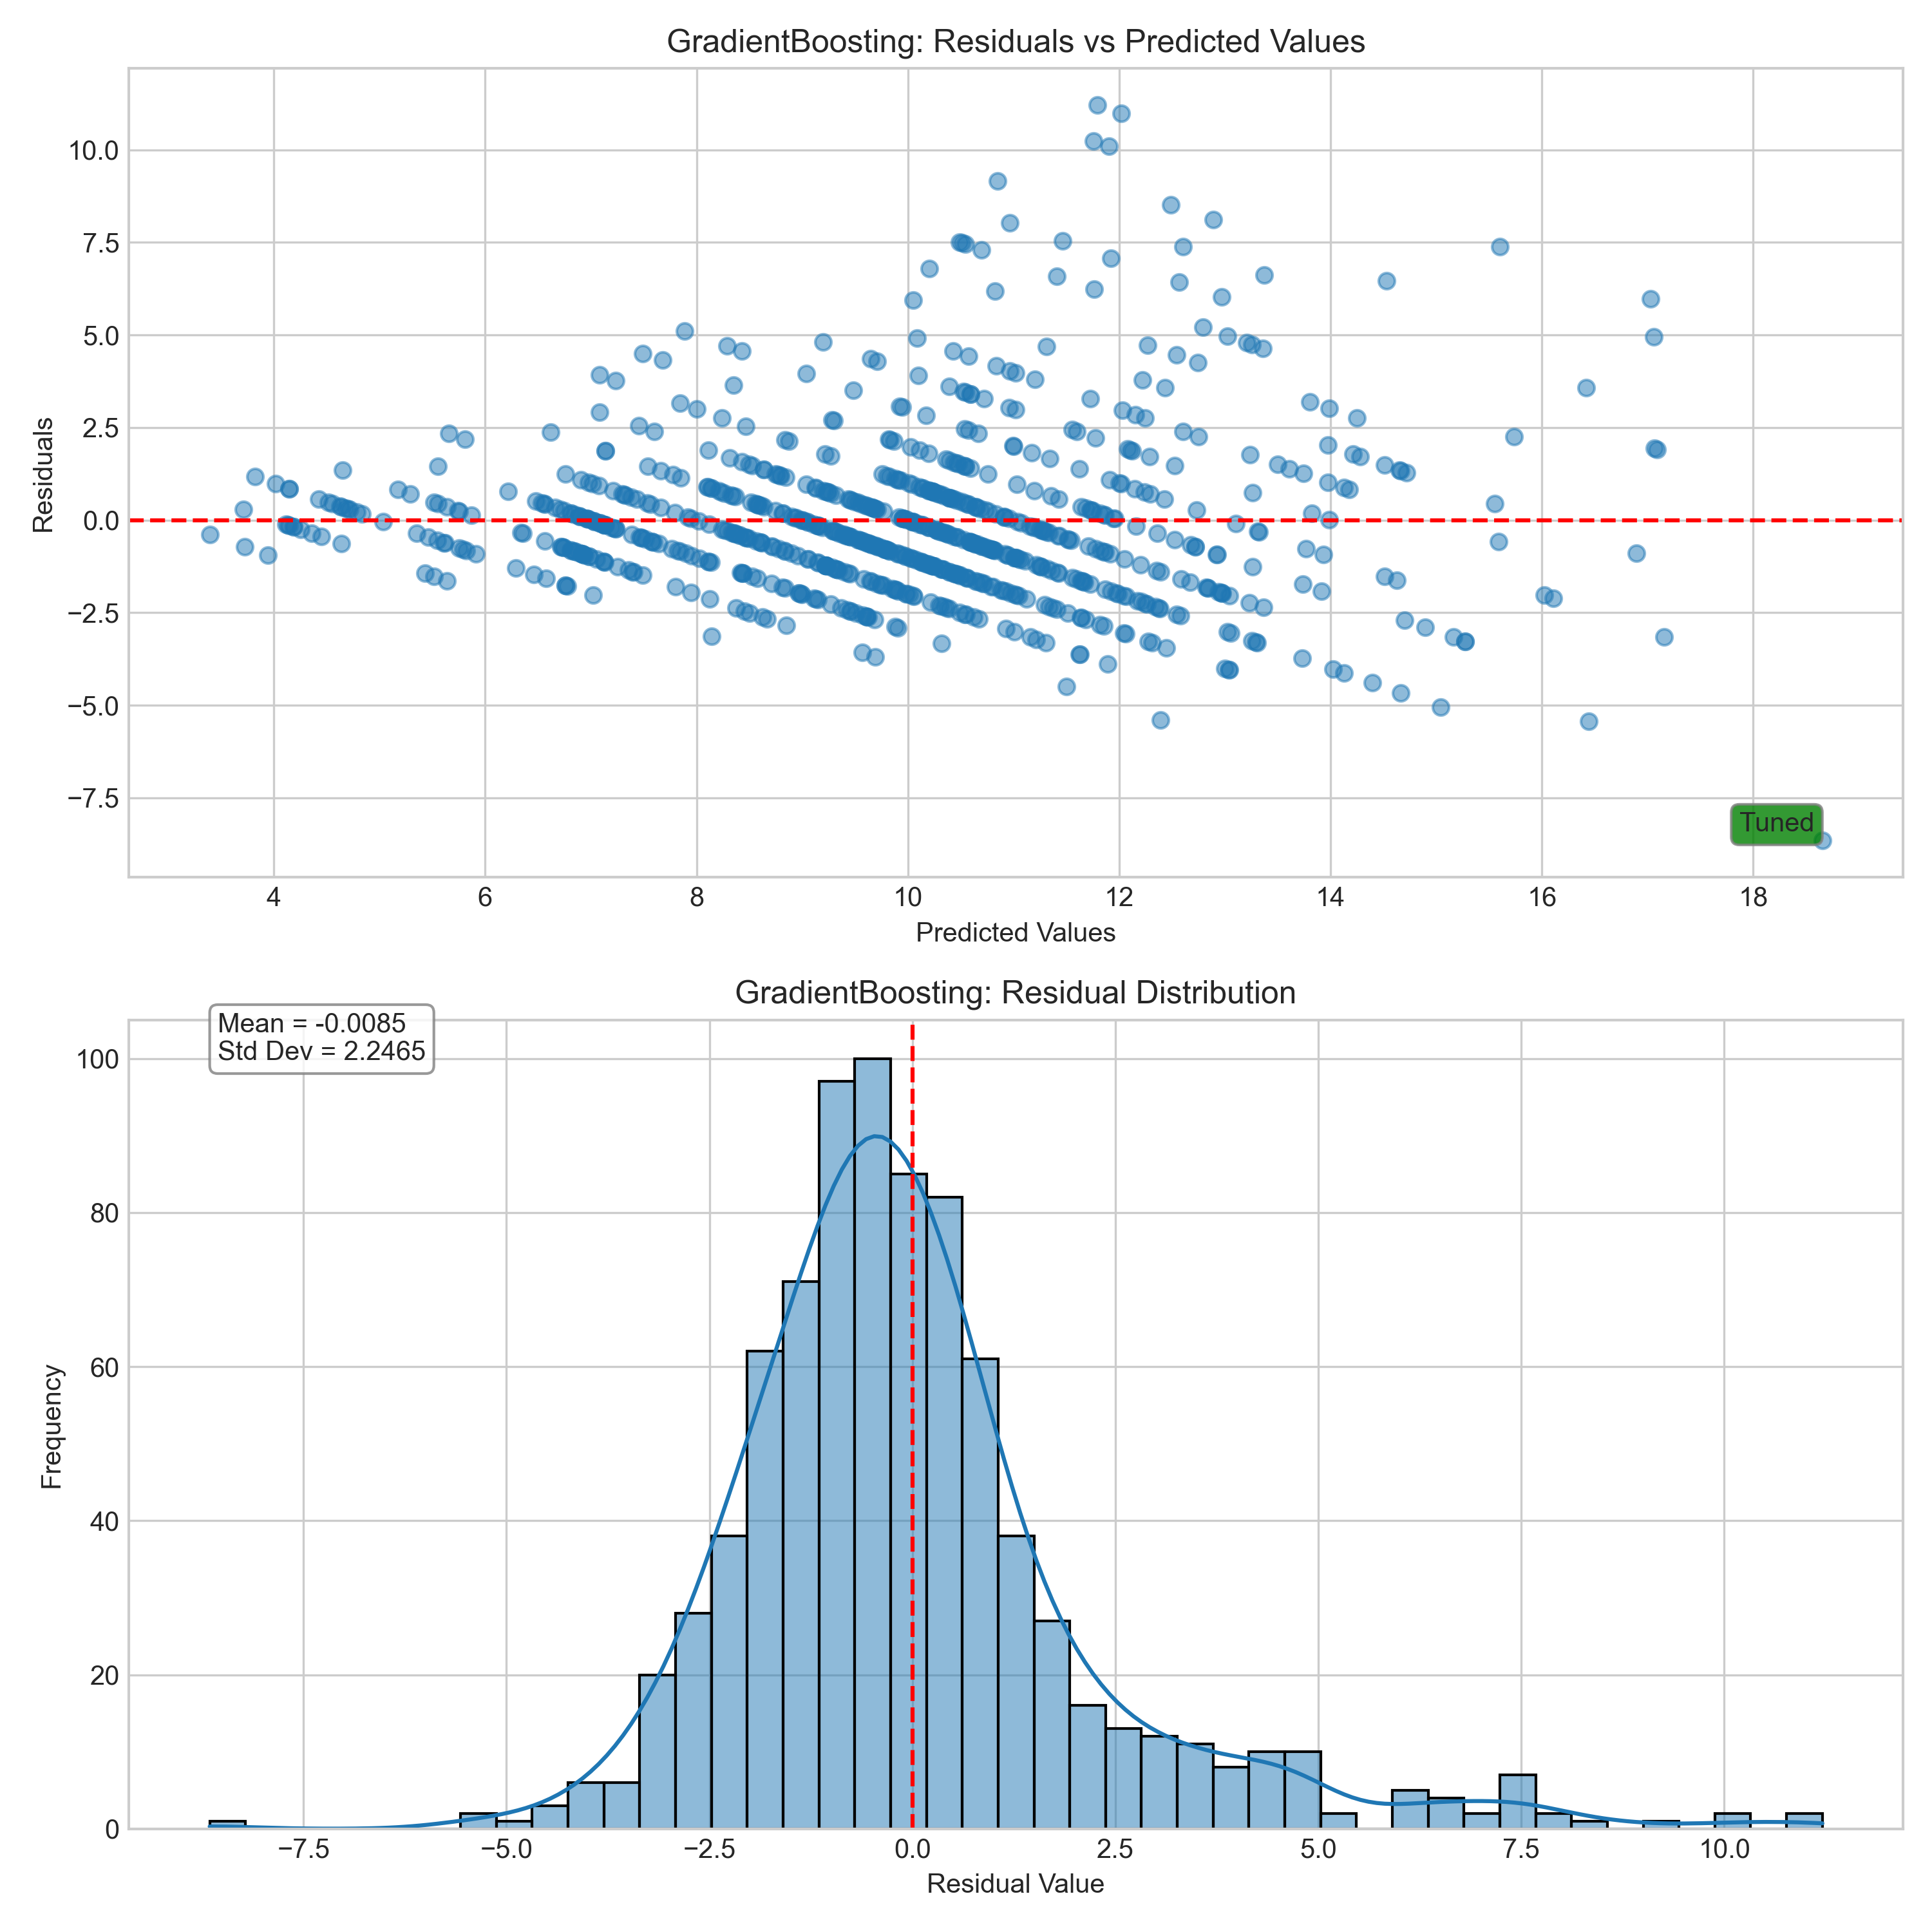 GradientBoosting: Residuals vs Predicted Values
10.0
7.5
5.0
2.5
0.0
−2.5
−5.0
−7.5
Residuals
Tuned
4 6 8 10 12 14 16 18
Predicted Values
GradientBoosting: Residual Distribution
Mean = -0.0085
Std Dev = 2.2465
100
80
60
40
20
0
Frequency
−7.5 −5.0 −2.5 0.0 2.5 5.0 7.5 10.0
Residual Value